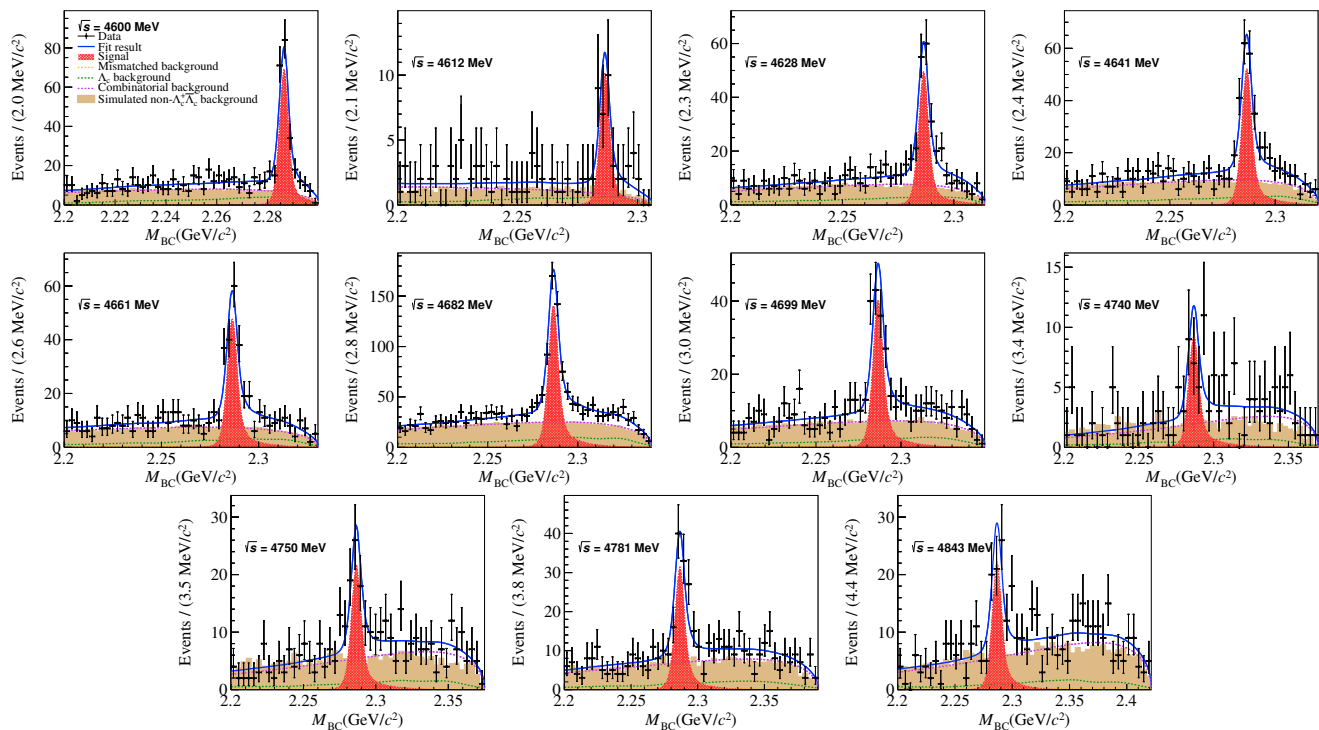 √s = 4600 MeV
Data
Fit result
Signal
Mismatched background
Λc background
Combinatorial background
Simulated non-Λc⁺Λ̄c⁻ background
Events / (2.0 MeV/c²)
0
20
40
60
80
2.2 2.22 2.24 2.26 2.28
M_BC(GeV/c²)
√s = 4612 MeV
Events / (2.1 MeV/c²)
0
5
10
2.2 2.25 2.3
M_BC(GeV/c²)
√s = 4628 MeV
Events / (2.3 MeV/c²)
0
20
40
60
2.2 2.25 2.3
M_BC(GeV/c²)
√s = 4641 MeV
Events / (2.4 MeV/c²)
0
20
40
60
2.2 2.25 2.3
M_BC(GeV/c²)
√s = 4661 MeV
Events / (2.6 MeV/c²)
0
20
40
60
2.2 2.25 2.3
M_BC(GeV/c²)
√s = 4682 MeV
Events / (2.8 MeV/c²)
0
50
100
150
2.2 2.25 2.3
M_BC(GeV/c²)
√s = 4699 MeV
Events / (3.0 MeV/c²)
0
20
40
2.2 2.25 2.3
M_BC(GeV/c²)
√s = 4740 MeV
Events / (3.4 MeV/c²)
0
5
10
15
2.2 2.25 2.3 2.35
M_BC(GeV/c²)
√s = 4750 MeV
Events / (3.5 MeV/c²)
0
10
20
30
2.2 2.25 2.3 2.35
M_BC(GeV/c²)
√s = 4781 MeV
Events / (3.8 MeV/c²)
0
10
20
30
40
2.2 2.25 2.3 2.35
M_BC(GeV/c²)
√s = 4843 MeV
Events / (4.4 MeV/c²)
0
10
20
30
2.2 2.25 2.3 2.35 2.4
M_BC(GeV/c²)